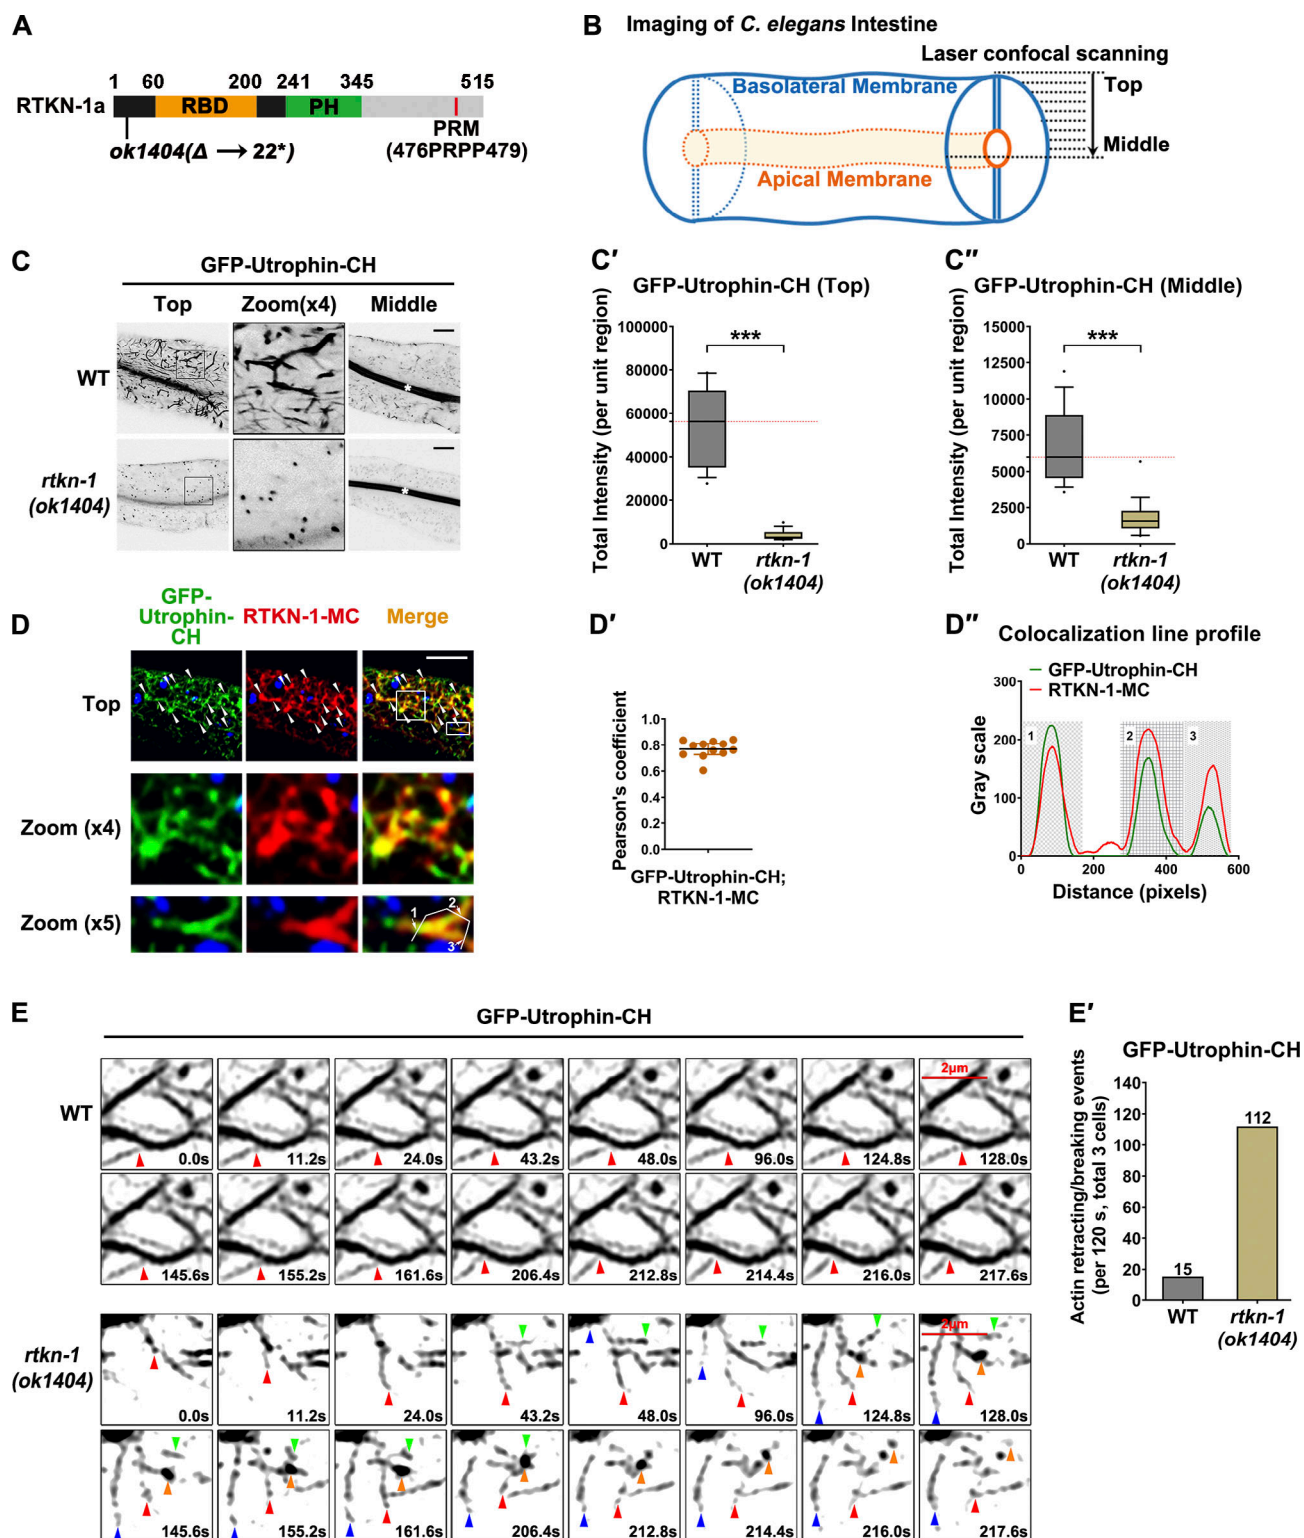 A
1 60 200 241 345 515
RTKN-1a RBD PH
PRM
(476PRPP479)
ok1404(Δ → 22*)
B Imaging of C. elegans Intestine
Laser confocal scanning
Basolateral Membrane
Top
Middle
Apical Membrane
C
GFP-Utrophin-CH
Top Zoom(x4) Middle
WT
*
rtkn-1
(ok1404)
*
C′
GFP-Utrophin-CH (Top)
Total Intensity (per unit region)
100000
80000
60000
40000
20000
0
***
WT rtkn-1
(ok1404)
C″
GFP-Utrophin-CH (Middle)
Total Intensity (per unit region)
15000
12500
10000
7500
5000
2500
0
***
WT rtkn-1
(ok1404)
D
GFP-
Utrophin-
CH
RTKN-1-MC
Merge
Top
Zoom (x4)
Zoom (x5)
1
2
3
D′
Pearson's coefficient
1.0
0.8
0.6
0.4
0.2
0.0
GFP-Utrophin-CH;
RTKN-1-MC
D″
Colocalization line profile
GFP-Utrophin-CH
RTKN-1-MC
Gray scale
300
200
100
0
1 2 3
0 200 400 600
Distance (pixels)
E
GFP-Utrophin-CH
WT
2μm
0.0s 11.2s 24.0s 43.2s 48.0s 96.0s 124.8s 128.0s
145.6s 155.2s 161.6s 206.4s 212.8s 214.4s 216.0s 217.6s
rtkn-1
(ok1404)
2μm
0.0s 11.2s 24.0s 43.2s 48.0s 96.0s 124.8s 128.0s
145.6s 155.2s 161.6s 206.4s 212.8s 214.4s 216.0s 217.6s
E′
GFP-Utrophin-CH
Actin retracting/breaking events
(per 120 s, total 3 cells)
140
120
100
80
60
40
20
0
15
112
WT rtkn-1
(ok1404)